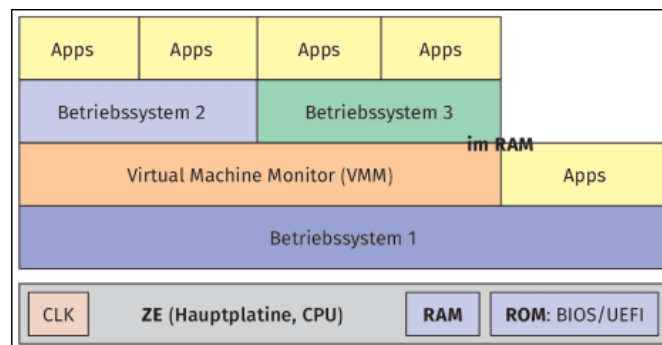 Apps Apps Apps Apps
Betriebssystem 2 Betriebssystem 3
im RAM
Virtual Machine Monitor (VMM) Apps
Betriebssystem 1
CLK ZE (Hauptplatine, CPU) RAM ROM: BIOS/UEFI